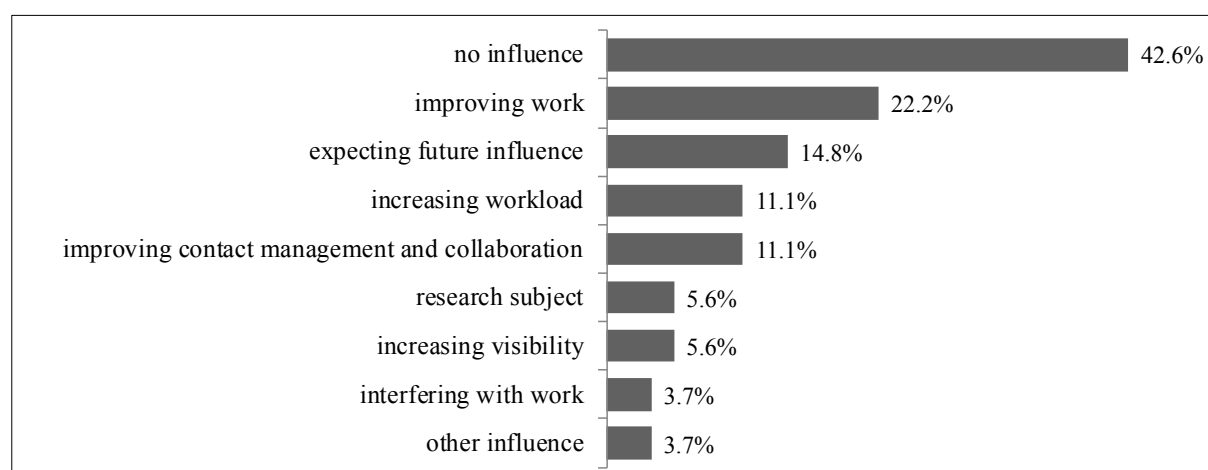 no influence 42.6%
improving work 22.2%
expecting future influence 14.8%
increasing workload 11.1%
improving contact management and collaboration 11.1%
research subject 5.6%
increasing visibility 5.6%
interfering with work 3.7%
other influence 3.7%